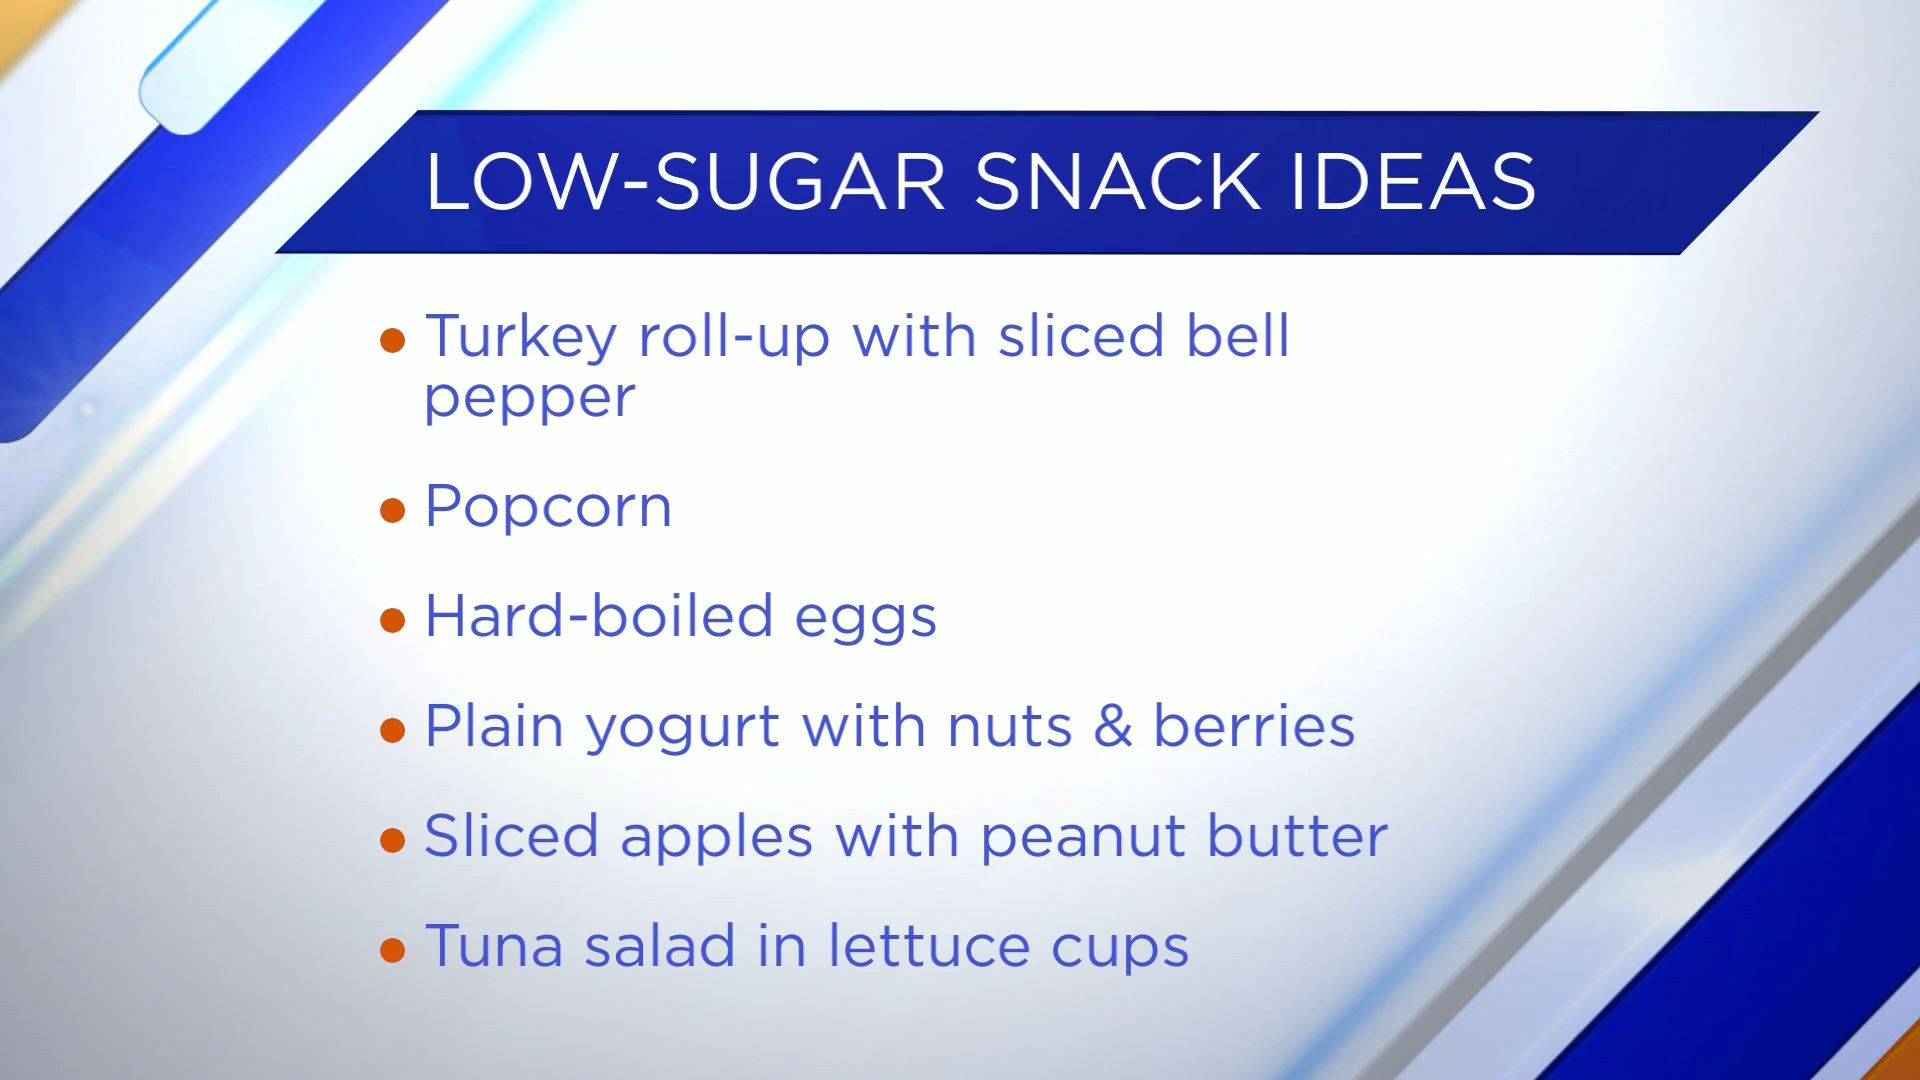 LOW-SUGAR SNACK IDEAS
Turkey roll-up with sliced bell
pepper
Popcorn
Hard-boiled eggs
Plain yogurt with nuts & berries
Sliced apples with peanut butter
Tuna salad in lettuce cups